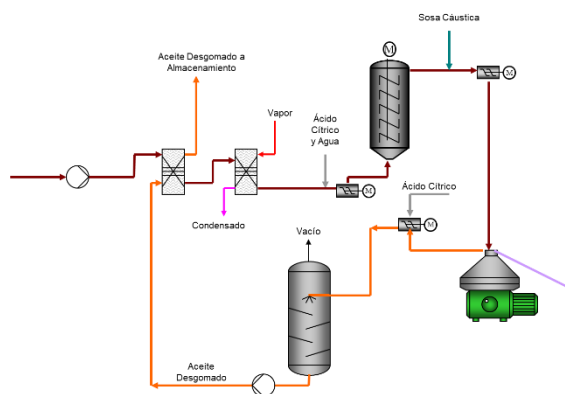 Sosa Cáustica
Aceite Desgomado a
Almacenamiento
M
M
Vapor
Ácido
Cítrico
y Agua
M
Ácido Cítrico
M
Condensado
Vacío
Aceite
Desgomado